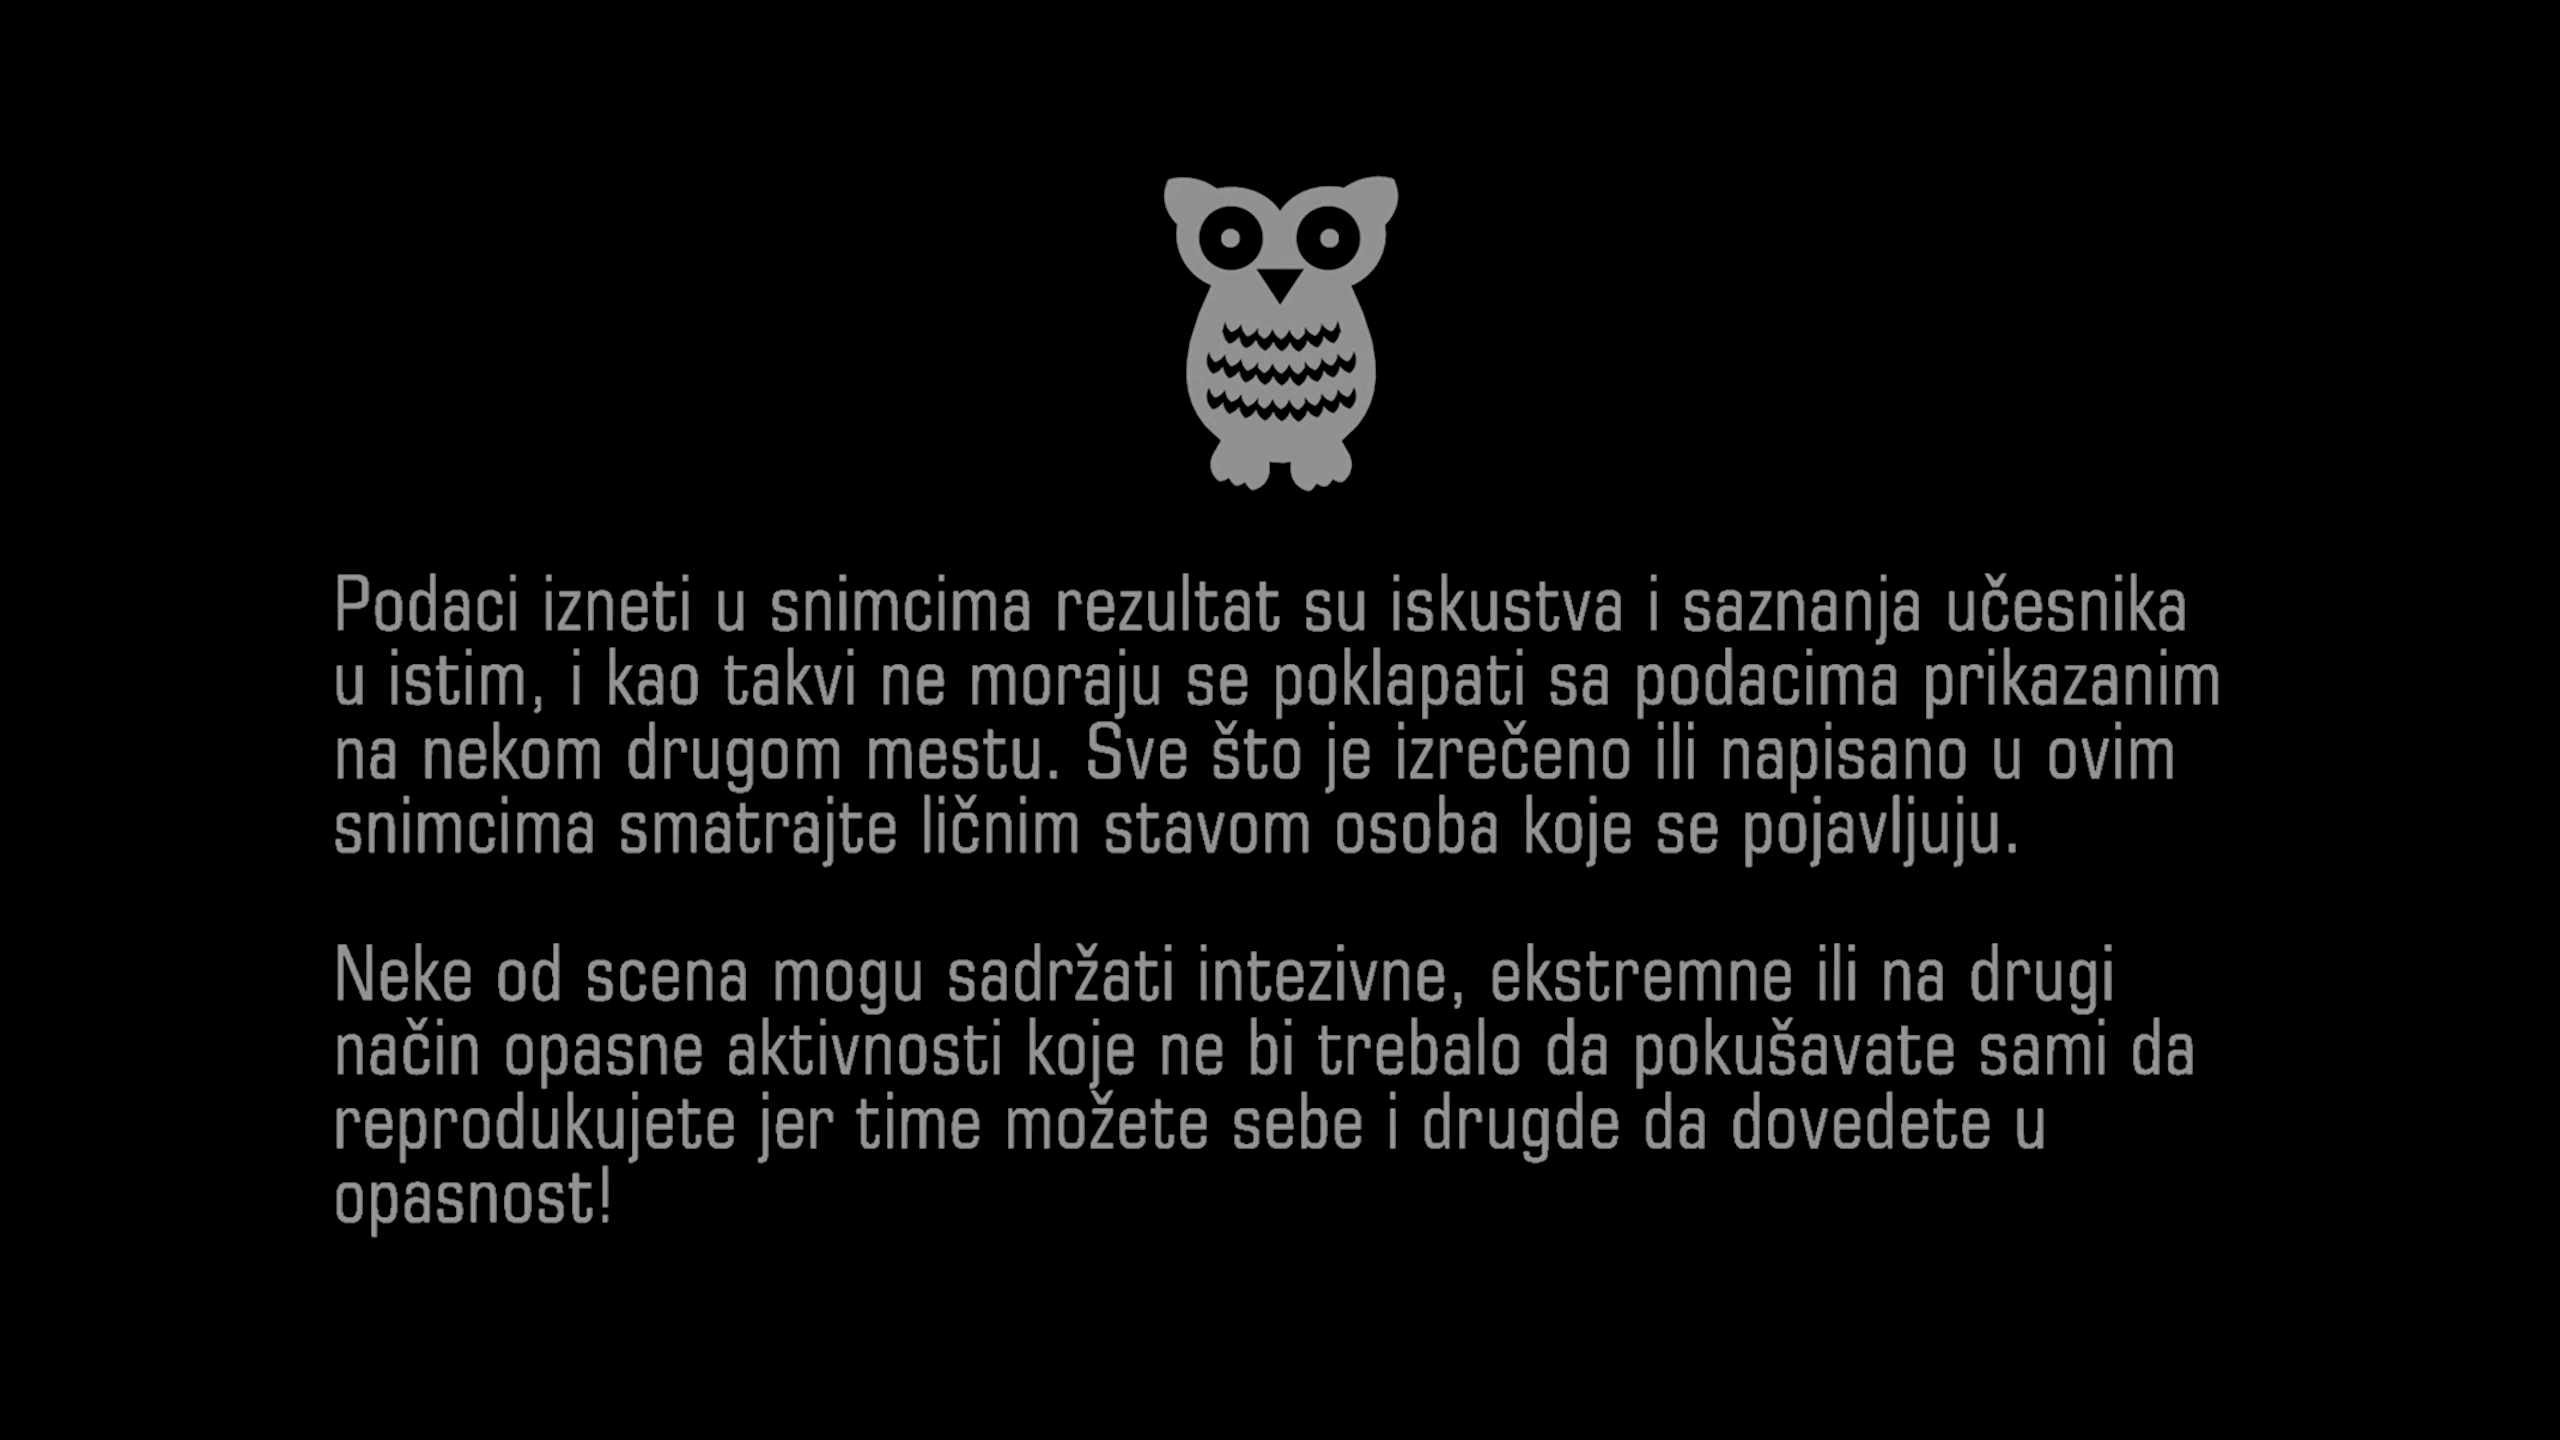 Podaci izneti u snimcima rezultat su iskustva i saznanja učesnika
u istim, i kao takvi ne moraju se poklapati sa podacima prikazanim
na nekom drugom mestu. Sve što je izrečeno ili napisano u ovim
snimcima smatrajte ličnim stavom osoba koje se pojavljuju.
Neke od scena mogu sadržati intezivne, ekstremne ili na drugi
način opasne aktivnosti koje ne bi trebalo da pokušavate sami da
reprodukujete jer time možete sebe i drugde da dovedete u
opasnost!